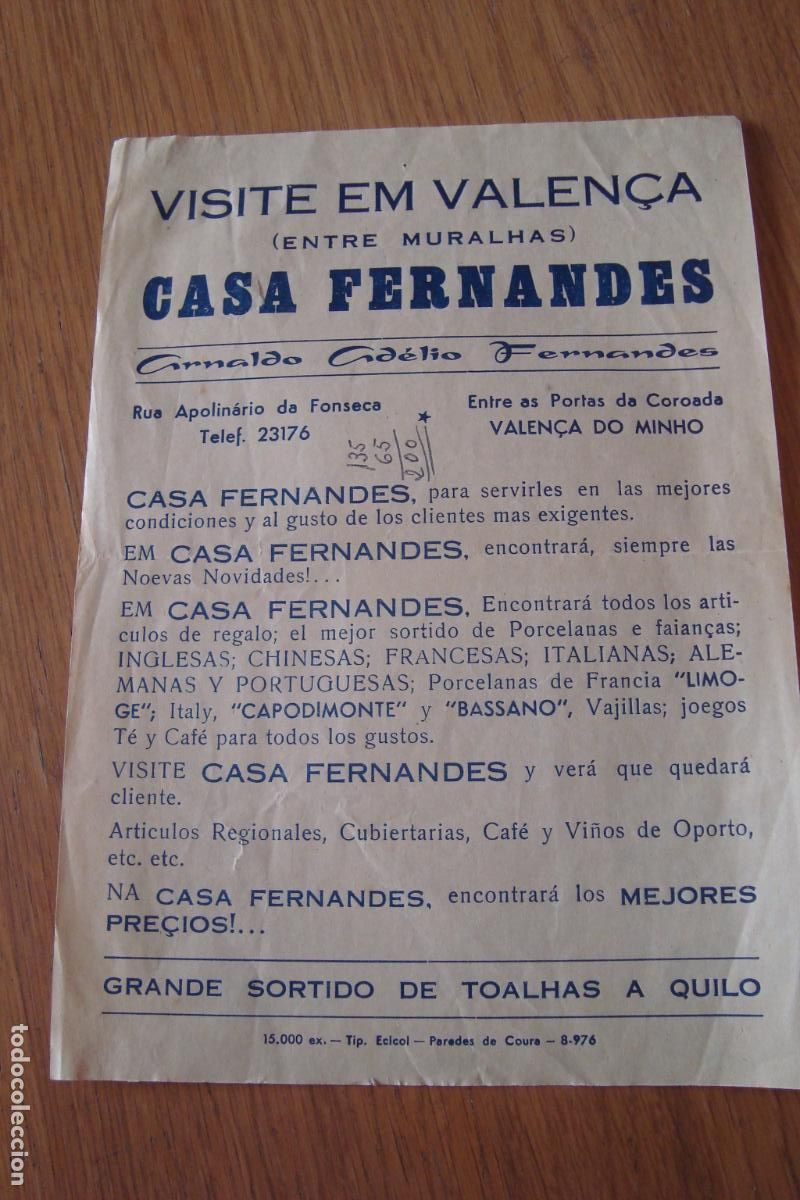 VISITE EM VALENÇA
(ENTRE MURALHAS)
CASA FERNANDES
Arnaldo Adélio Fernandes
Rua Apolinário da Fonseca
Telef. 23176
Entre as Portas da Coroada
VALENÇA DO MINHO
135
65
200
CASA FERNANDES, para servirles en las mejores
condiciones y al gusto de los clientes mas exigentes.
EM CASA FERNANDES, encontrará, siempre las
Noevas Novidades!...
EM CASA FERNANDES, Encontrará todos los arti-
culos de regalo; el mejor sortido de Porcelanas e faianças;
INGLESAS; CHINESAS; FRANCESAS; ITALIANAS; ALE-
MANAS Y PORTUGUESAS; Porcelanas de Francia "LIMO-
GE"; Italy, "CAPODIMONTE" y "BASSANO", Vajillas; joegos
Té y Café para todos los gustos.
VISITE CASA FERNANDES y verá que quedará
cliente.
Articulos Regionales, Cubiertarias, Café y Viños de Oporto,
etc. etc.
NA CASA FERNANDES, encontrará los MEJORES
PREÇIOS!...
GRANDE SORTIDO DE TOALHAS A QUILO
15.000 ex. — Tip. Ecicol — Paredes de Coura — 8-976
todocoleccion